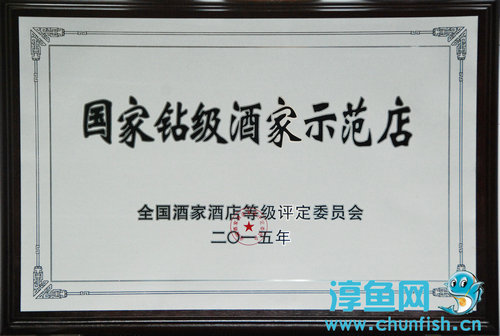 国家钻级酒家示范店
全国酒家酒店等级评定委员会
二〇一五年
淳鱼网
www.chunfish.cn